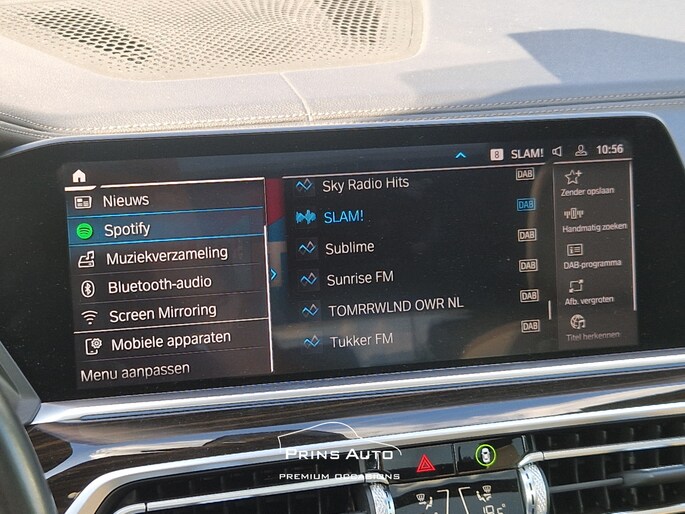 8 SLAM! 10:56
Nieuws
Spotify
Muziekverzameling
Bluetooth-audio
Screen Mirroring
Mobiele apparaten
Menu aanpassen
Sky Radio Hits DAB
SLAM! DAB
Sublime DAB
Sunrise FM DAB
TOMRRWLND OWR NL DAB
Tukker FM DAB
Zender opslaan
Handmatig zoeken
DAB-programma
Afb. vergroten
Titel herkennen
PRINS AUTO
PREMIUM OCCASIONS